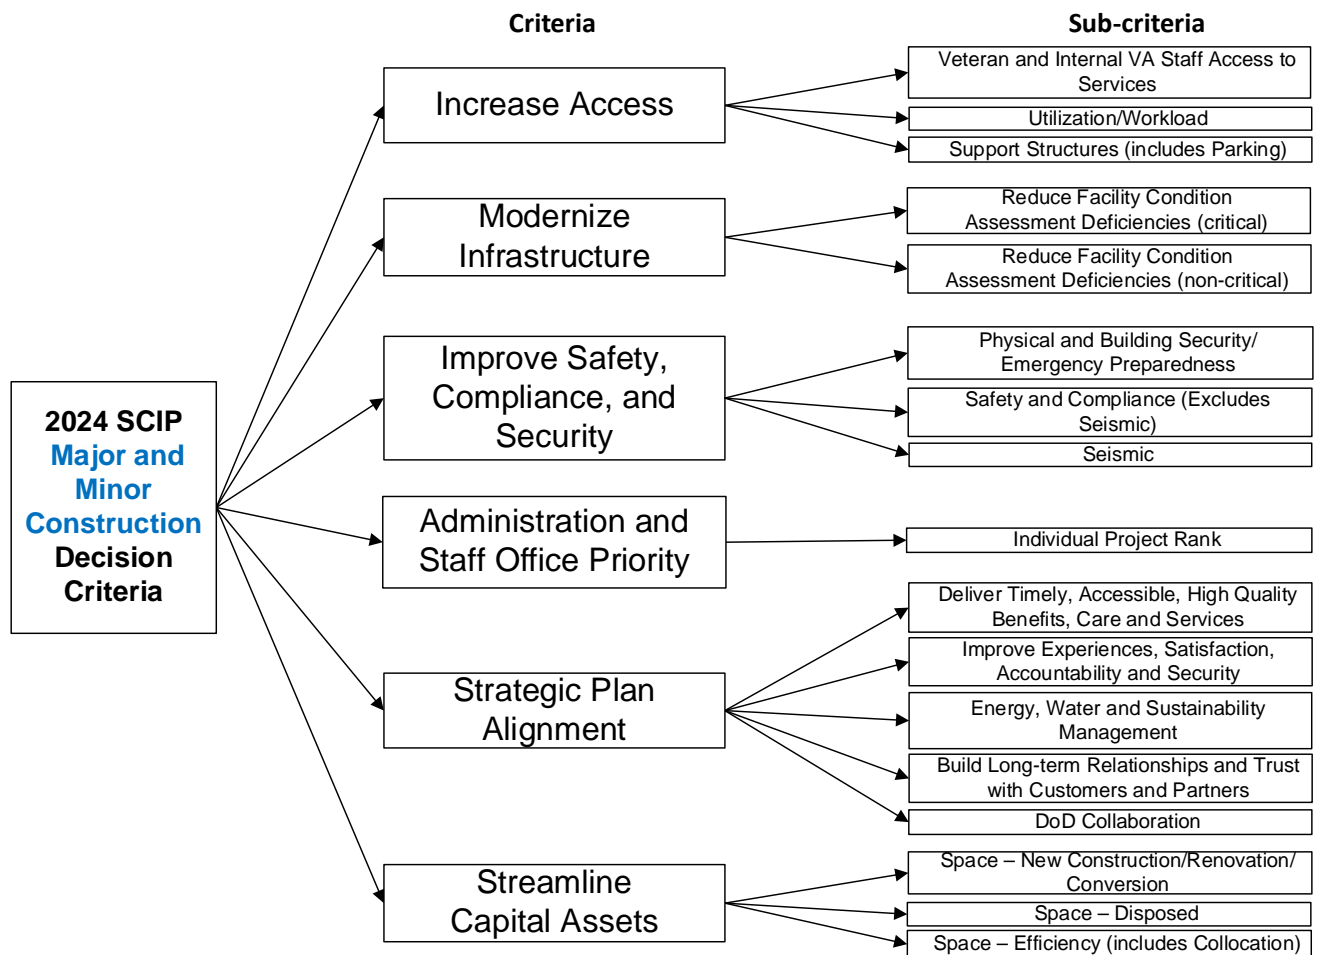 Criteria
Sub-criteria
2024 SCIP
Major and
Minor
Construction
Decision
Criteria
Increase Access
Veteran and Internal VA Staff Access to
Services
Utilization/Workload
Support Structures (includes Parking)
Modernize
Infrastructure
Reduce Facility Condition
Assessment Deficiencies (critical)
Reduce Facility Condition
Assessment Deficiencies (non-critical)
Improve Safety,
Compliance, and
Security
Physical and Building Security/
Emergency Preparedness
Safety and Compliance (Excludes
Seismic)
Seismic
Administration and
Staff Office Priority
Individual Project Rank
Strategic Plan
Alignment
Deliver Timely, Accessible, High Quality
Benefits, Care and Services
Improve Experiences, Satisfaction,
Accountability and Security
Energy, Water and Sustainability
Management
Build Long-term Relationships and Trust
with Customers and Partners
DoD Collaboration
Streamline
Capital Assets
Space – New Construction/Renovation/
Conversion
Space – Disposed
Space – Efficiency (includes Collocation)